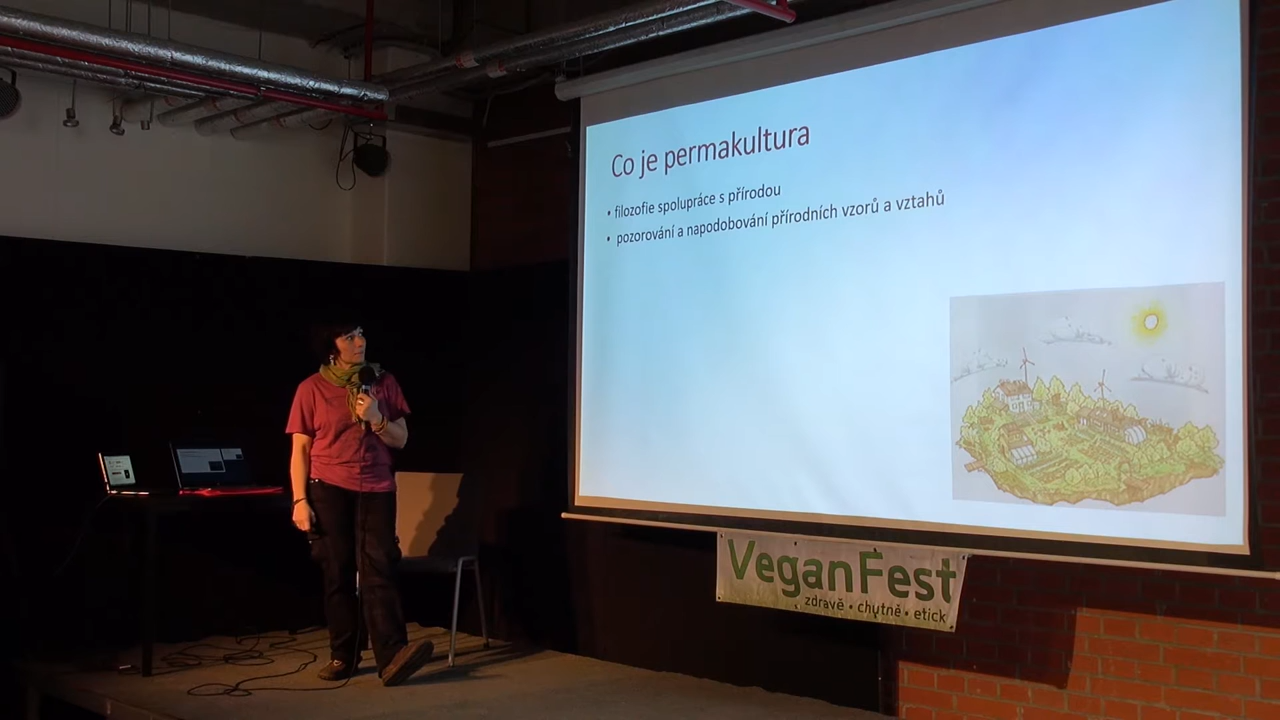 Co je permakultura
• filozofie spolupráce s přírodou
• pozorování a napodobování přírodních vzorů a vztahů
VeganFest
zdravě • chutně • etick